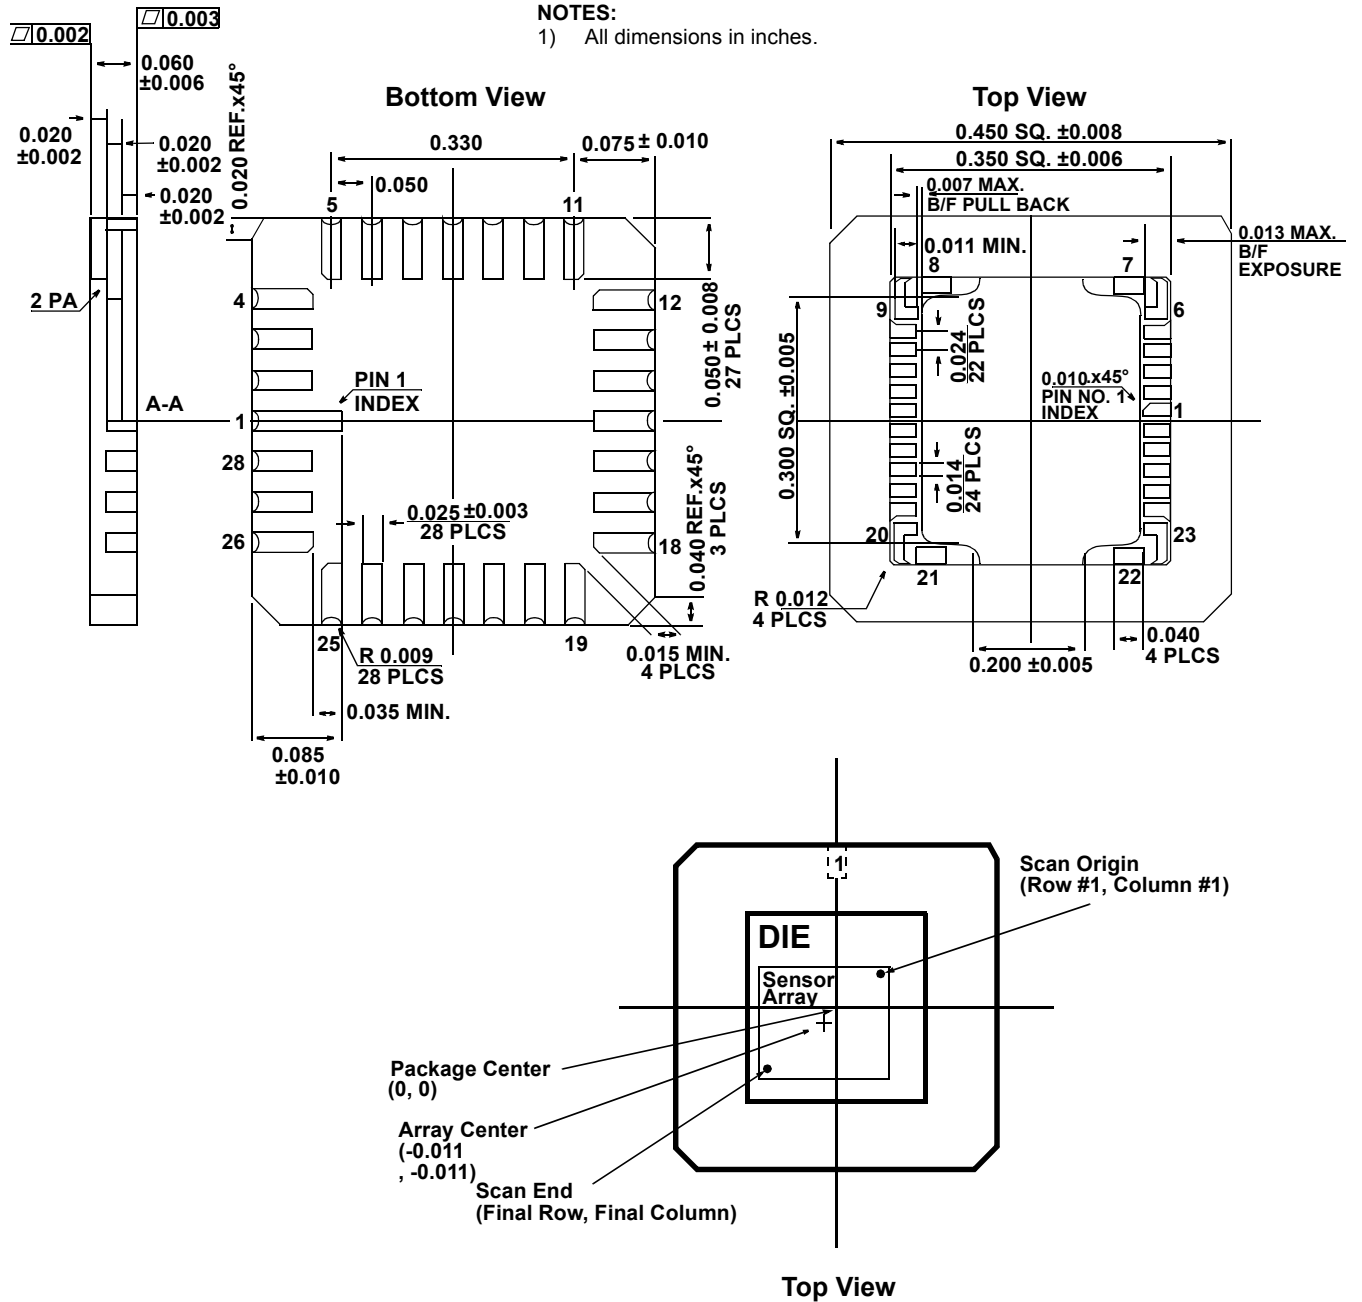 NOTES:
1) All dimensions in inches.
0.003
0.002
0.060
±0.006
0.020 REF.x45°
0.020
±0.002
0.020
±0.002
0.020
±0.002
2 PA
A-A
Bottom View
0.330
0.075 ± 0.010
0.050
5
11
4
12
0.050 ± 0.008
27 PLCS
PIN 1
INDEX
1
28
26
0.025 ±0.003
28 PLCS
18
0.040 REF.x45°
3 PLCS
25
19
R 0.009
28 PLCS
0.015 MIN.
4 PLCS
0.035 MIN.
0.085
±0.010
Top View
0.450 SQ. ±0.008
0.350 SQ. ±0.006
0.007 MAX.
B/F PULL BACK
0.013 MAX.
B/F
EXPOSURE
0.011 MIN.
8
7
9
6
0.024
22 PLCS
0.300 SQ. ±0.005
0.010.x45°
PIN NO. 1
INDEX
1
0.014
24 PLCS
20
23
21
22
R 0.012
4 PLCS
0.040
4 PLCS
0.200 ±0.005
1
Scan Origin
(Row #1, Column #1)
DIE
Sensor
Array
Package Center
(0, 0)
Array Center
(-0.011
, -0.011)
Scan End
(Final Row, Final Column)
Top View